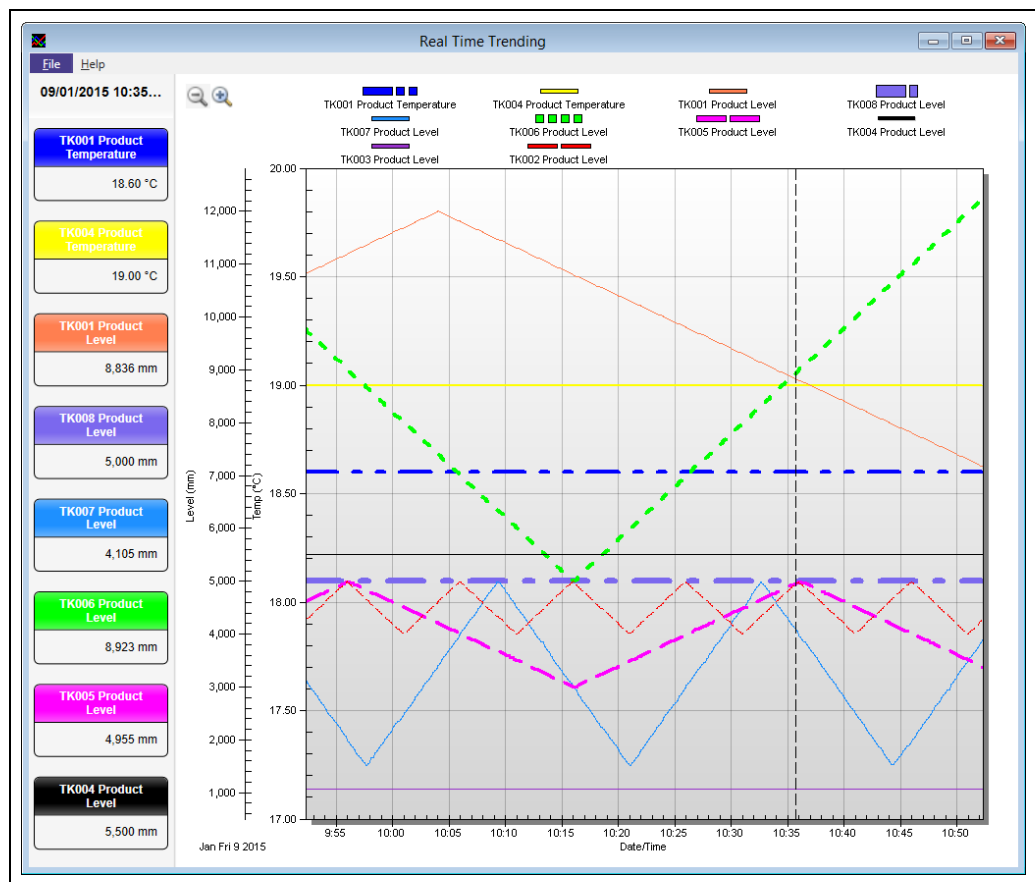 Real Time Trending
File Help
09/01/2015 10:35...
TK001 Product
Temperature
18.60 °C
TK004 Product
Temperature
19.00 °C
TK001 Product
Level
8,836 mm
TK008 Product
Level
5,000 mm
TK007 Product
Level
4,105 mm
TK006 Product
Level
8,923 mm
TK005 Product
Level
4,955 mm
TK004 Product
Level
5,500 mm
TK001 Product Temperature TK004 Product Temperature TK001 Product Level TK008 Product Level
TK007 Product Level TK006 Product Level TK005 Product Level TK004 Product Level
TK003 Product Level TK002 Product Level
Level (mm)
12,000
11,000
10,000
9,000
8,000
7,000
6,000
5,000
4,000
3,000
2,000
1,000
Temp (°C)
20.00
19.50
19.00
18.50
18.00
17.50
17.00
9:55 10:00 10:05 10:10 10:15 10:20 10:25 10:30 10:35 10:40 10:45 10:50
Jan Fri 9 2015
Date/Time